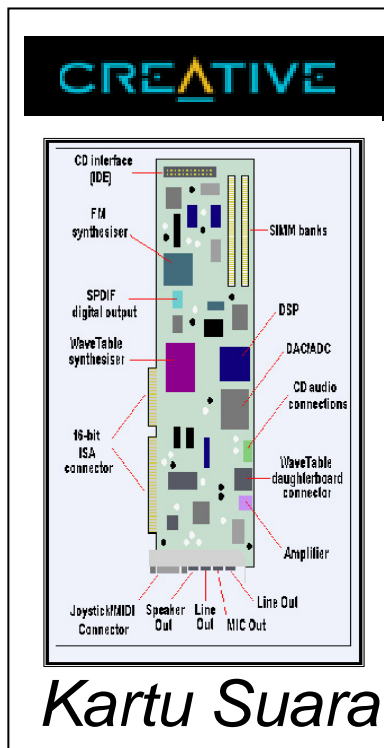 CREATIVE
CD interface
(IDE)
FM
synthesiser
SIMM banks
SPDIF
digital output
DSP
WaveTable
synthesiser
DAC/ADC
CD audio
connections
16-bit
ISA
connector
WaveTable
daughterboard
connector
Amplifier
Joystick/MIDI
Connector
Speaker
Out
Line
Out
MIC Out
Line Out
Kartu Suara